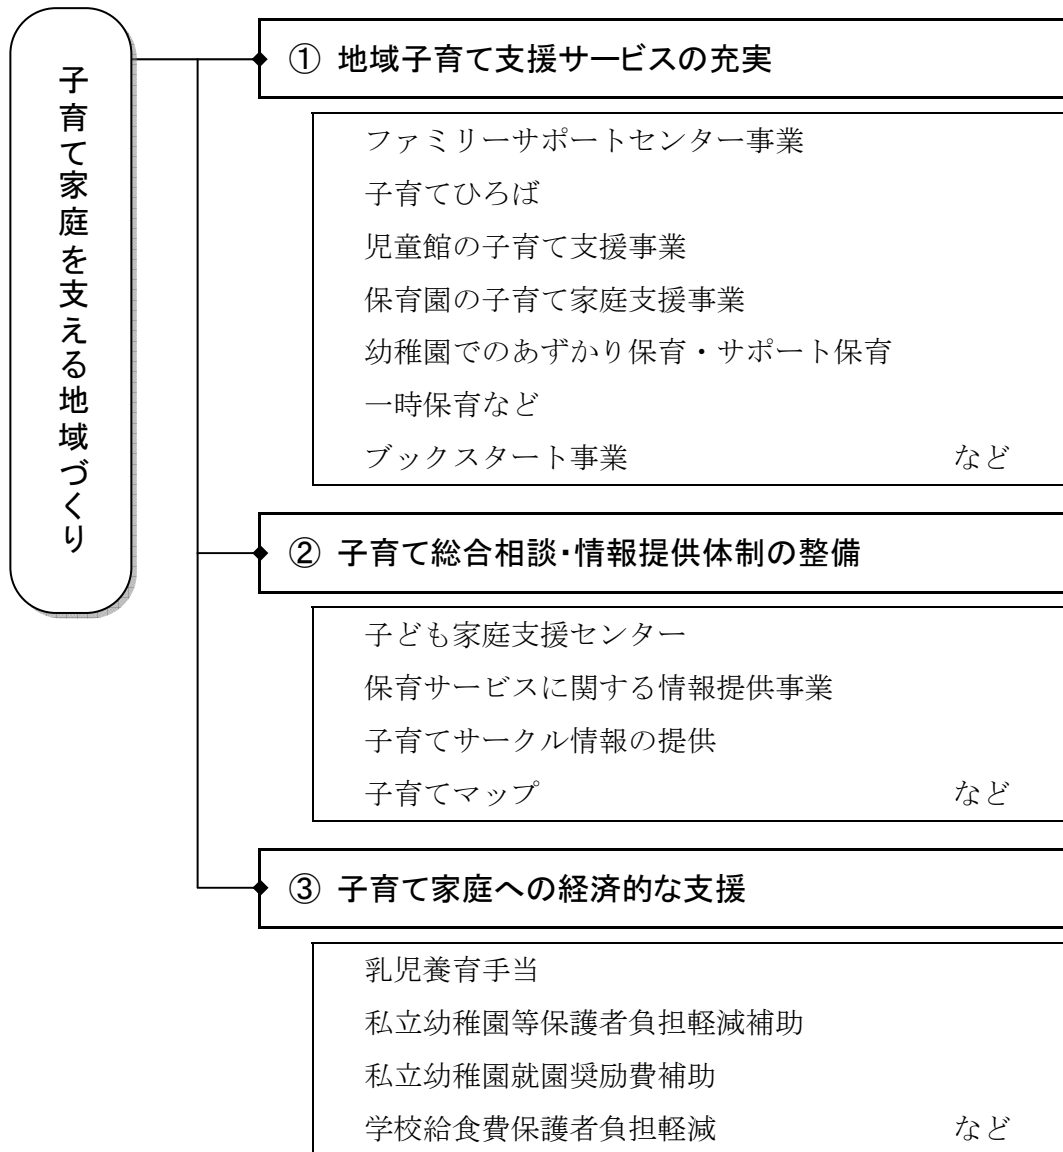 子育て家庭を支える地域づくり
① 地域子育て支援サービスの充実
ファミリーサポートセンター事業
子育てひろば
児童館の子育て支援事業
保育園の子育て家庭支援事業
幼稚園でのあずかり保育・サポート保育
一時保育など
ブックスタート事業 など
② 子育て総合相談・情報提供体制の整備
子ども家庭支援センター
保育サービスに関する情報提供事業
子育てサークル情報の提供
子育てマップ など
③ 子育て家庭への経済的な支援
乳児養育手当
私立幼稚園等保護者負担軽減補助
私立幼稚園就園奨励費補助
学校給食費保護者負担軽減 など